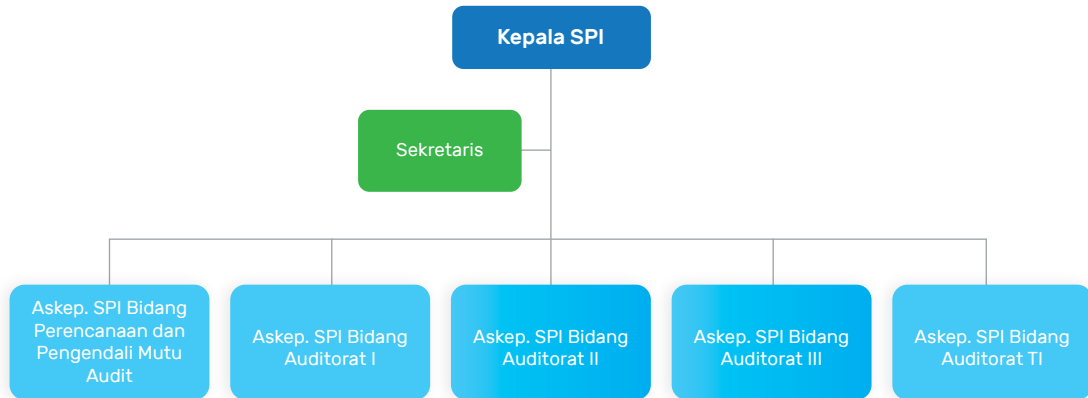 Kepala SPI
Sekretaris
Askep. SPI Bidang
Perencanaan dan
Pengendali Mutu
Audit
Askep. SPI Bidang
Auditorat I
Askep. SPI Bidang
Auditorat II
Askep. SPI Bidang
Auditorat III
Askep. SPI Bidang
Auditorat TI